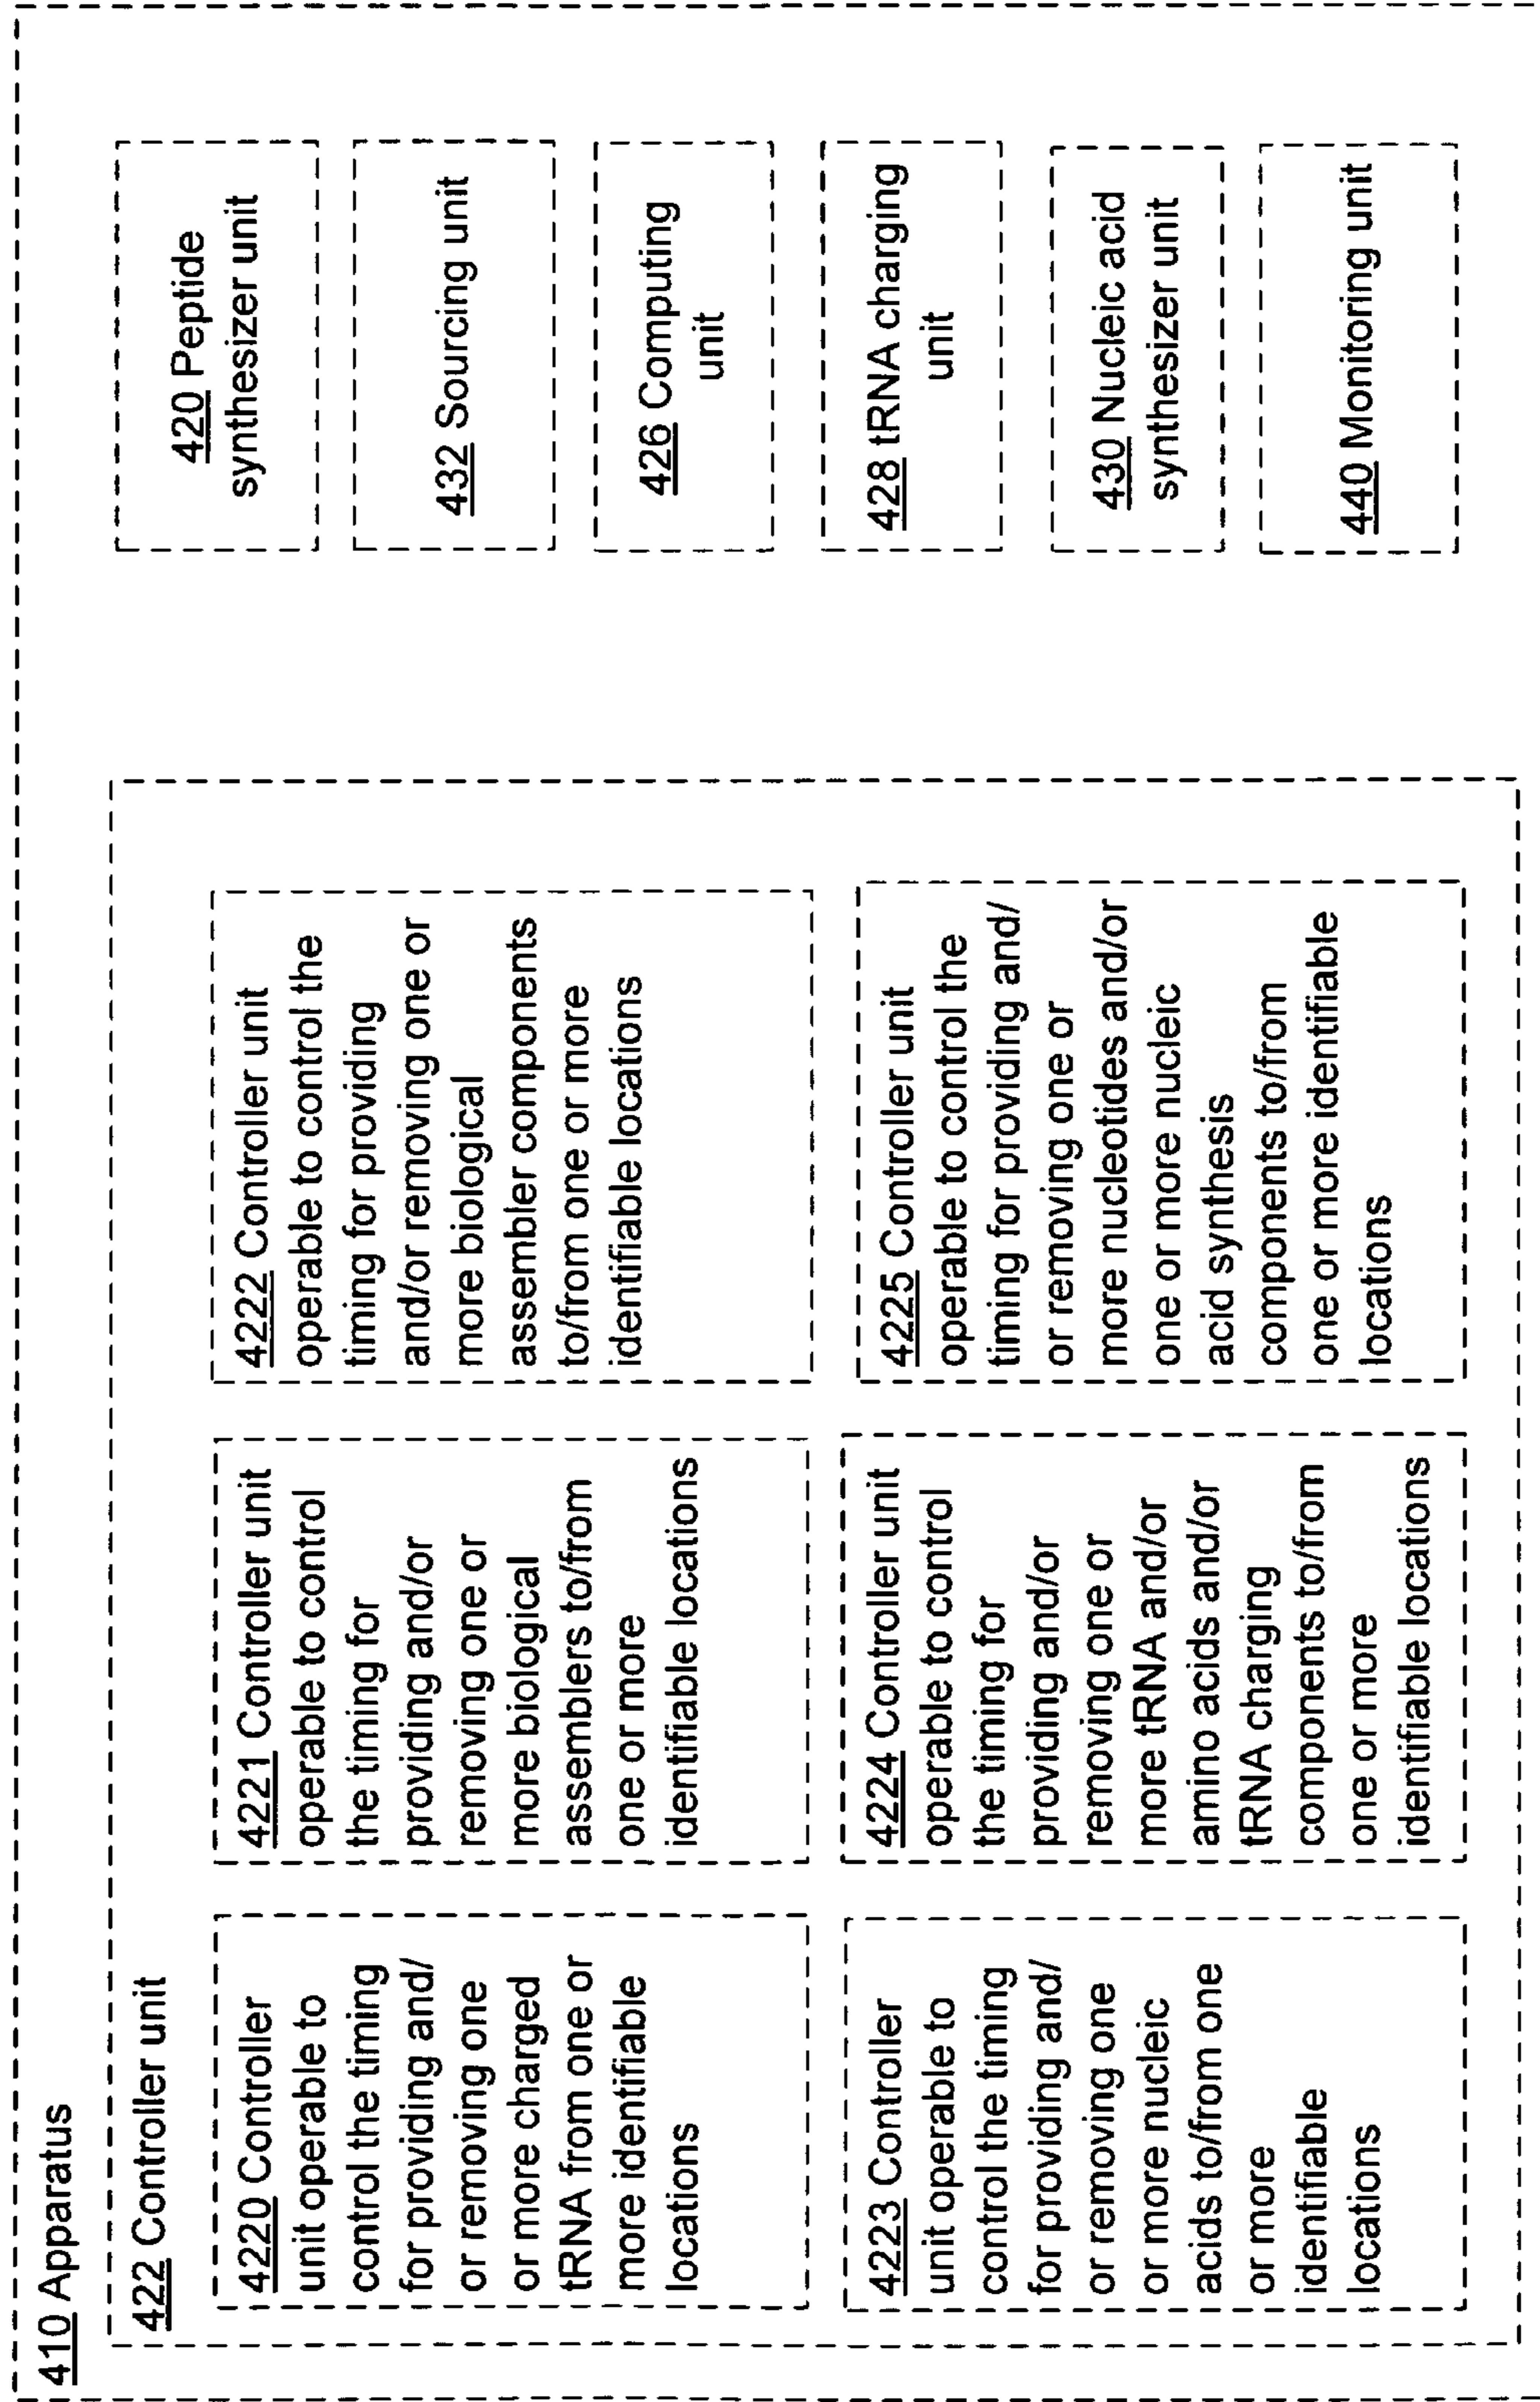 410 Apparatus
422 Controller unit
4220 Controller
unit operable to
control the timing
for providing and/
or removing one
or more charged
tRNA from one or
more identifiable
locations
4221 Controller unit
operable to control
the timing for
providing and/or
removing one or
more biological
assemblers to/from
one or more
identifiable locations
4222 Controller unit
operable to control the
timing for providing
and/or removing one or
more biological
assembler components
to/from one or more
identifiable locations
4223 Controller
unit operable to
control the timing
for providing and/
or removing one
or more nucleic
acids to/from one
or more
identifiable
locations
4224 Controller unit
operable to control
the timing for
providing and/or
removing one or
more tRNA and/or
amino acids and/or
tRNA charging
components to/from
one or more
identifiable locations
4225 Controller unit
operable to control the
timing for providing and/
or removing one or
more nucleotides and/or
one or more nucleic
acid synthesis
components to/from
one or more identifiable
locations
420 Peptide
synthesizer unit
432 Sourcing unit
426 Computing
unit
428 tRNA charging
unit
430 Nucleic acid
synthesizer unit
440 Monitoring unit